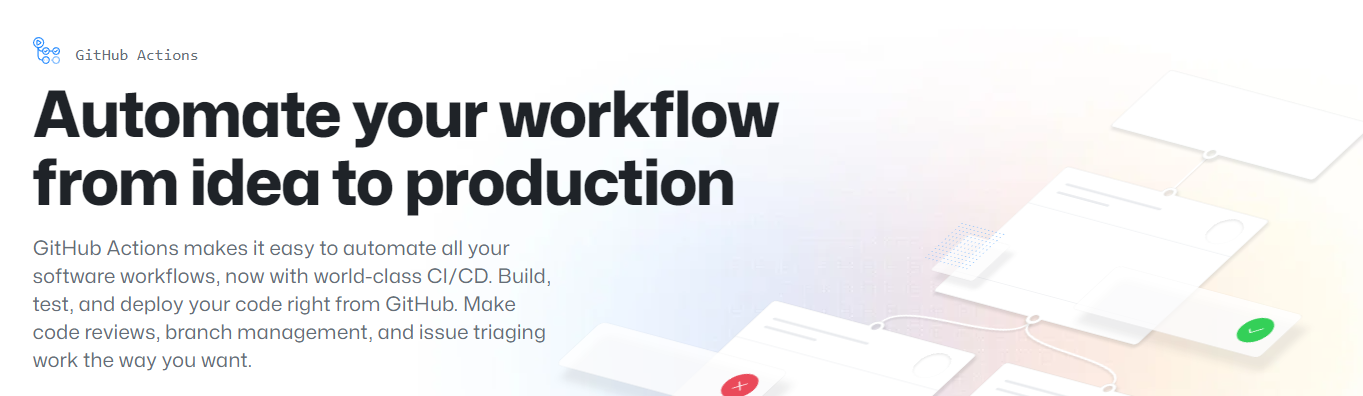 GitHub Actions
Automate your workflow
from idea to production
GitHub Actions makes it easy to automate all your
software workflows, now with world-class CI/CD. Build,
test, and deploy your code right from GitHub. Make
code reviews, branch management, and issue triaging
work the way you want.